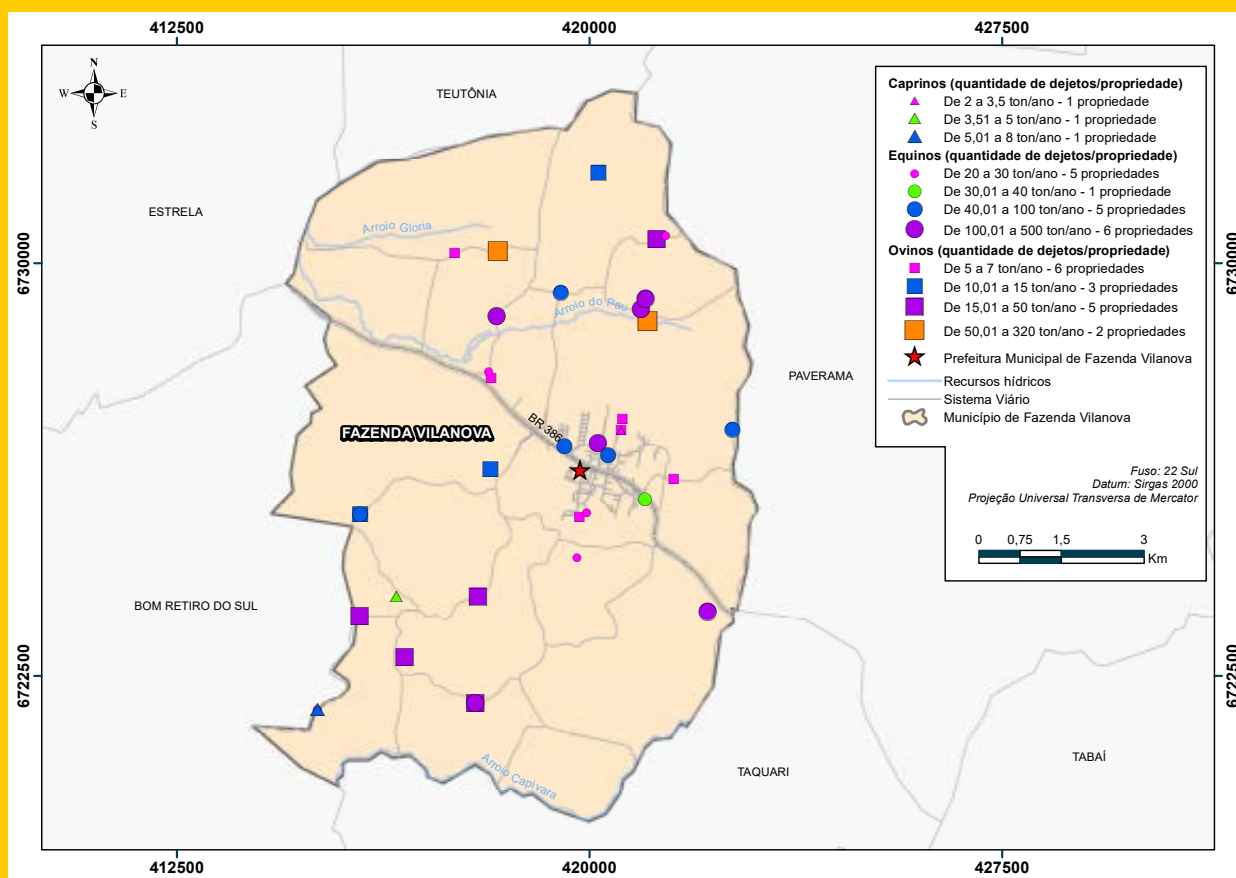 412500 420000 427500
N
W E
S
TEUTÔNIA
ESTRELA
Arroio Gloria
6730000 6730000
Arroio do Pau
PAVERAMA
BR 386
FAZENDA VILANOVA
BOM RETIRO DO SUL
6722500 6722500
Arroio Capivara
TAQUARI
TABAÍ
412500 420000 427500
Caprinos (quantidade de dejetos/propriedade)
De 2 a 3,5 ton/ano - 1 propriedade
De 3,51 a 5 ton/ano - 1 propriedade
De 5,01 a 8 ton/ano - 1 propriedade
Equinos (quantidade de dejetos/propriedade)
De 20 a 30 ton/ano - 5 propriedades
De 30,01 a 40 ton/ano - 1 propriedade
De 40,01 a 100 ton/ano - 5 propriedades
De 100,01 a 500 ton/ano - 6 propriedades
Ovinos (quantidade de dejetos/propriedade)
De 5 a 7 ton/ano - 6 propriedades
De 10,01 a 15 ton/ano - 3 propriedades
De 15,01 a 50 ton/ano - 5 propriedades
De 50,01 a 320 ton/ano - 2 propriedades
Prefeitura Municipal de Fazenda Vilanova
Recursos hídricos
Sistema Viário
Município de Fazenda Vilanova
Fuso: 22 Sul
Datum: Sirgas 2000
Projeção Universal Transversa de Mercator
0 0,75 1,5 3
Km